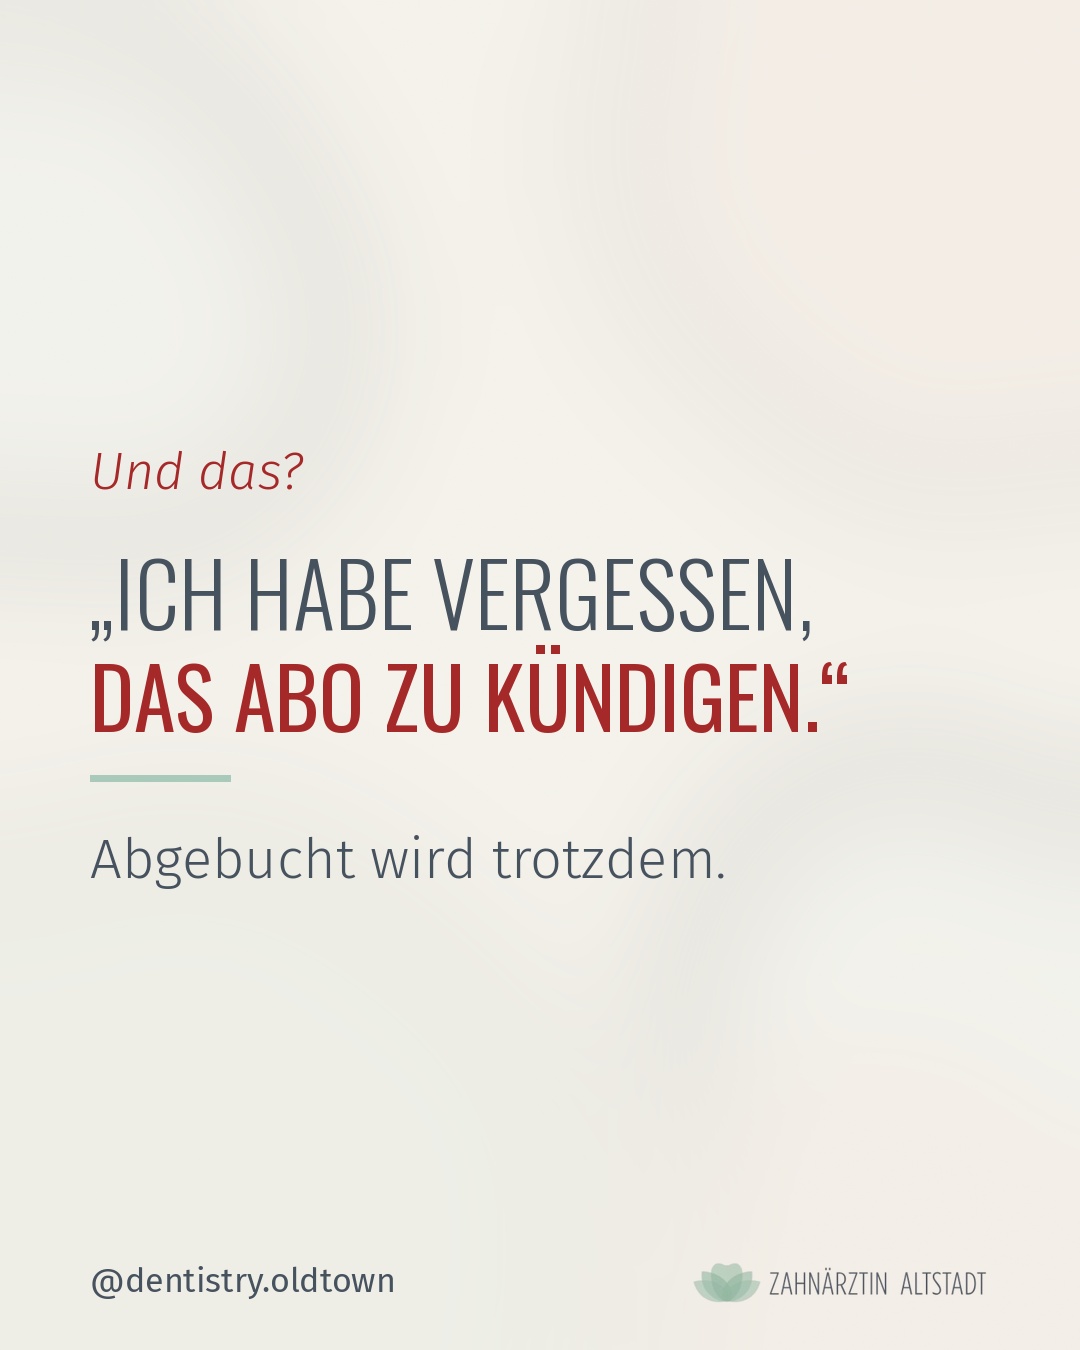 Und das?
„ICH HABE VERGESSEN,
DAS ABO ZU KÜNDIGEN.“
Abgebucht wird trotzdem.
@dentistry.oldtown
ZAHNÄRZTIN ALTSTADT